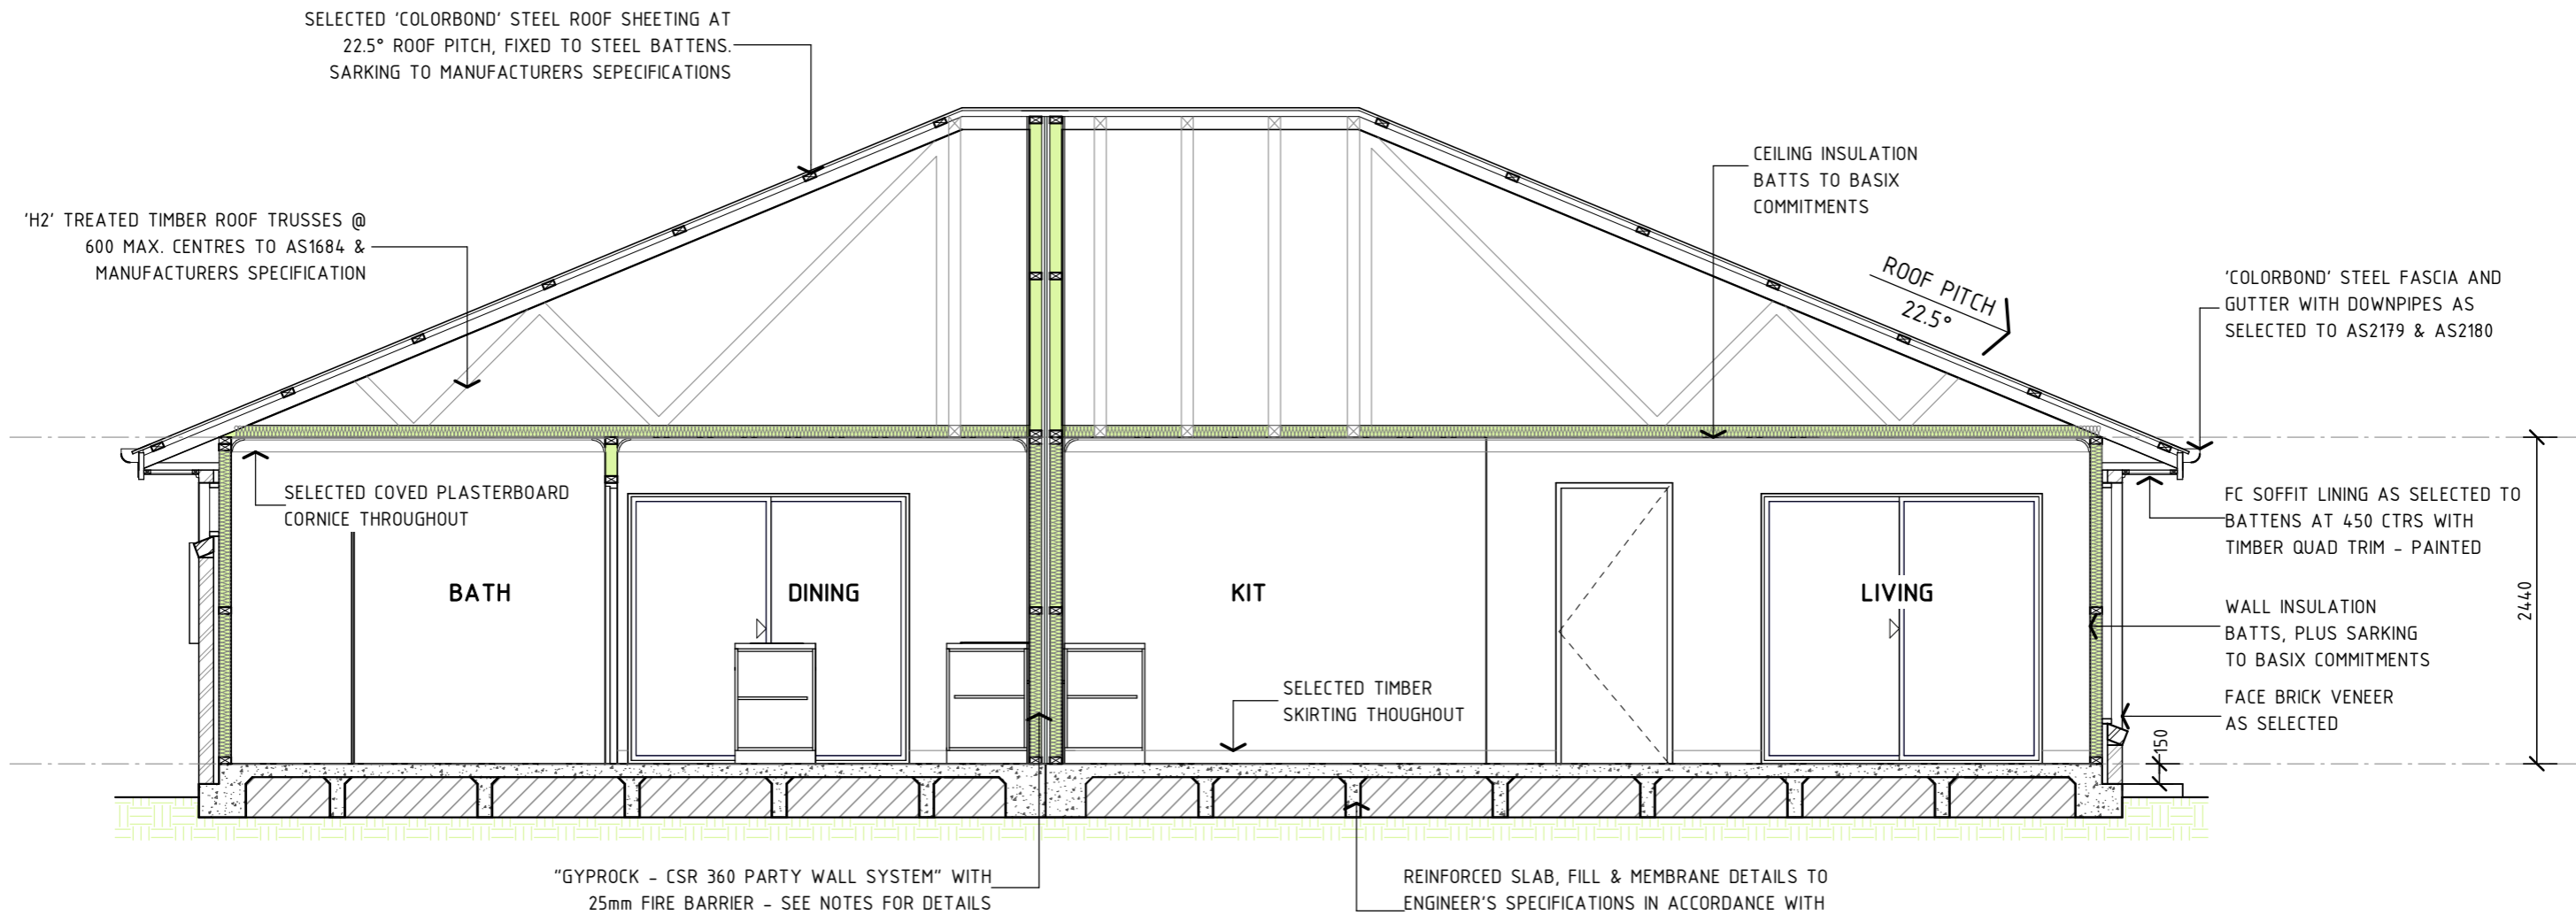 SELECTED 'COLORBOND' STEEL ROOF SHEETING AT
22.5° ROOF PITCH, FIXED TO STEEL BATTENS.
SARKING TO MANUFACTURERS SEPECIFICATIONS
CEILING INSULATION
BATTS TO BASIX
COMMITMENTS
'H2' TREATED TIMBER ROOF TRUSSES @
600 MAX. CENTRES TO AS1684 &
MANUFACTURERS SPECIFICATION
ROOF PITCH
22.5°
'COLORBOND' STEEL FASCIA AND
GUTTER WITH DOWNPIPES AS
SELECTED TO AS2179 & AS2180
SELECTED COVED PLASTERBOARD
CORNICE THROUGHOUT
FC SOFFIT LINING AS SELECTED TO
BATTENS AT 450 CTRS WITH
TIMBER QUAD TRIM - PAINTED
BATH
DINING
KIT
LIVING
2440
WALL INSULATION
BATTS, PLUS SARKING
TO BASIX COMMITMENTS
SELECTED TIMBER
SKIRTING THOUGHOUT
FACE BRICK VENEER
AS SELECTED
150
"GYPROCK - CSR 360 PARTY WALL SYSTEM" WITH
25mm FIRE BARRIER - SEE NOTES FOR DETAILS
REINFORCED SLAB, FILL & MEMBRANE DETAILS TO
ENGINEER'S SPECIFICATIONS IN ACCORDANCE WITH